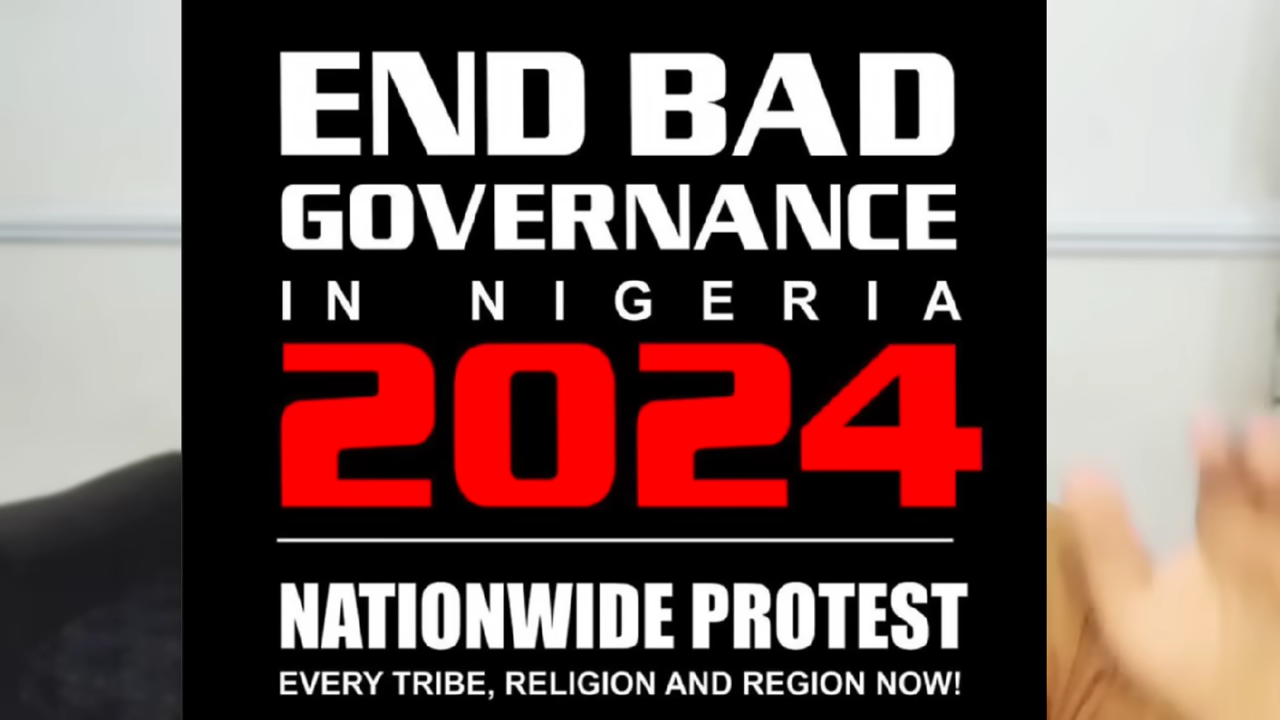 END BAD
GOVERNANCE
IN NIGERIA
2024
NATIONWIDE PROTEST
EVERY TRIBE, RELIGION AND REGION NOW!